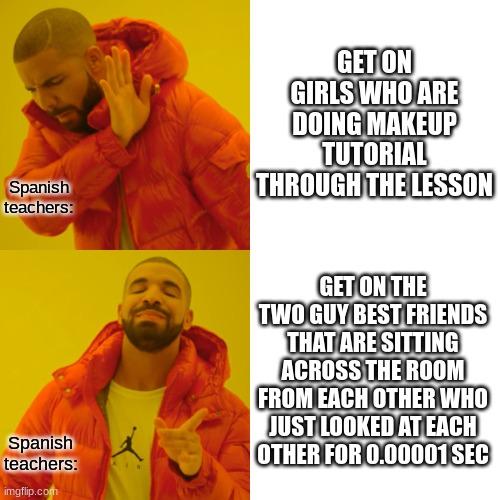 GET ON
GIRLS WHO ARE
DOING MAKEUP
TUTORIAL
THROUGH THE LESSON
Spanish
teachers:
GET ON THE
TWO GUY BEST FRIENDS
THAT ARE SITTING
ACROSS THE ROOM
FROM EACH OTHER WHO
JUST LOOKED AT EACH
OTHER FOR 0.00001 SEC
Spanish
teachers:
AIR
imgflip.com